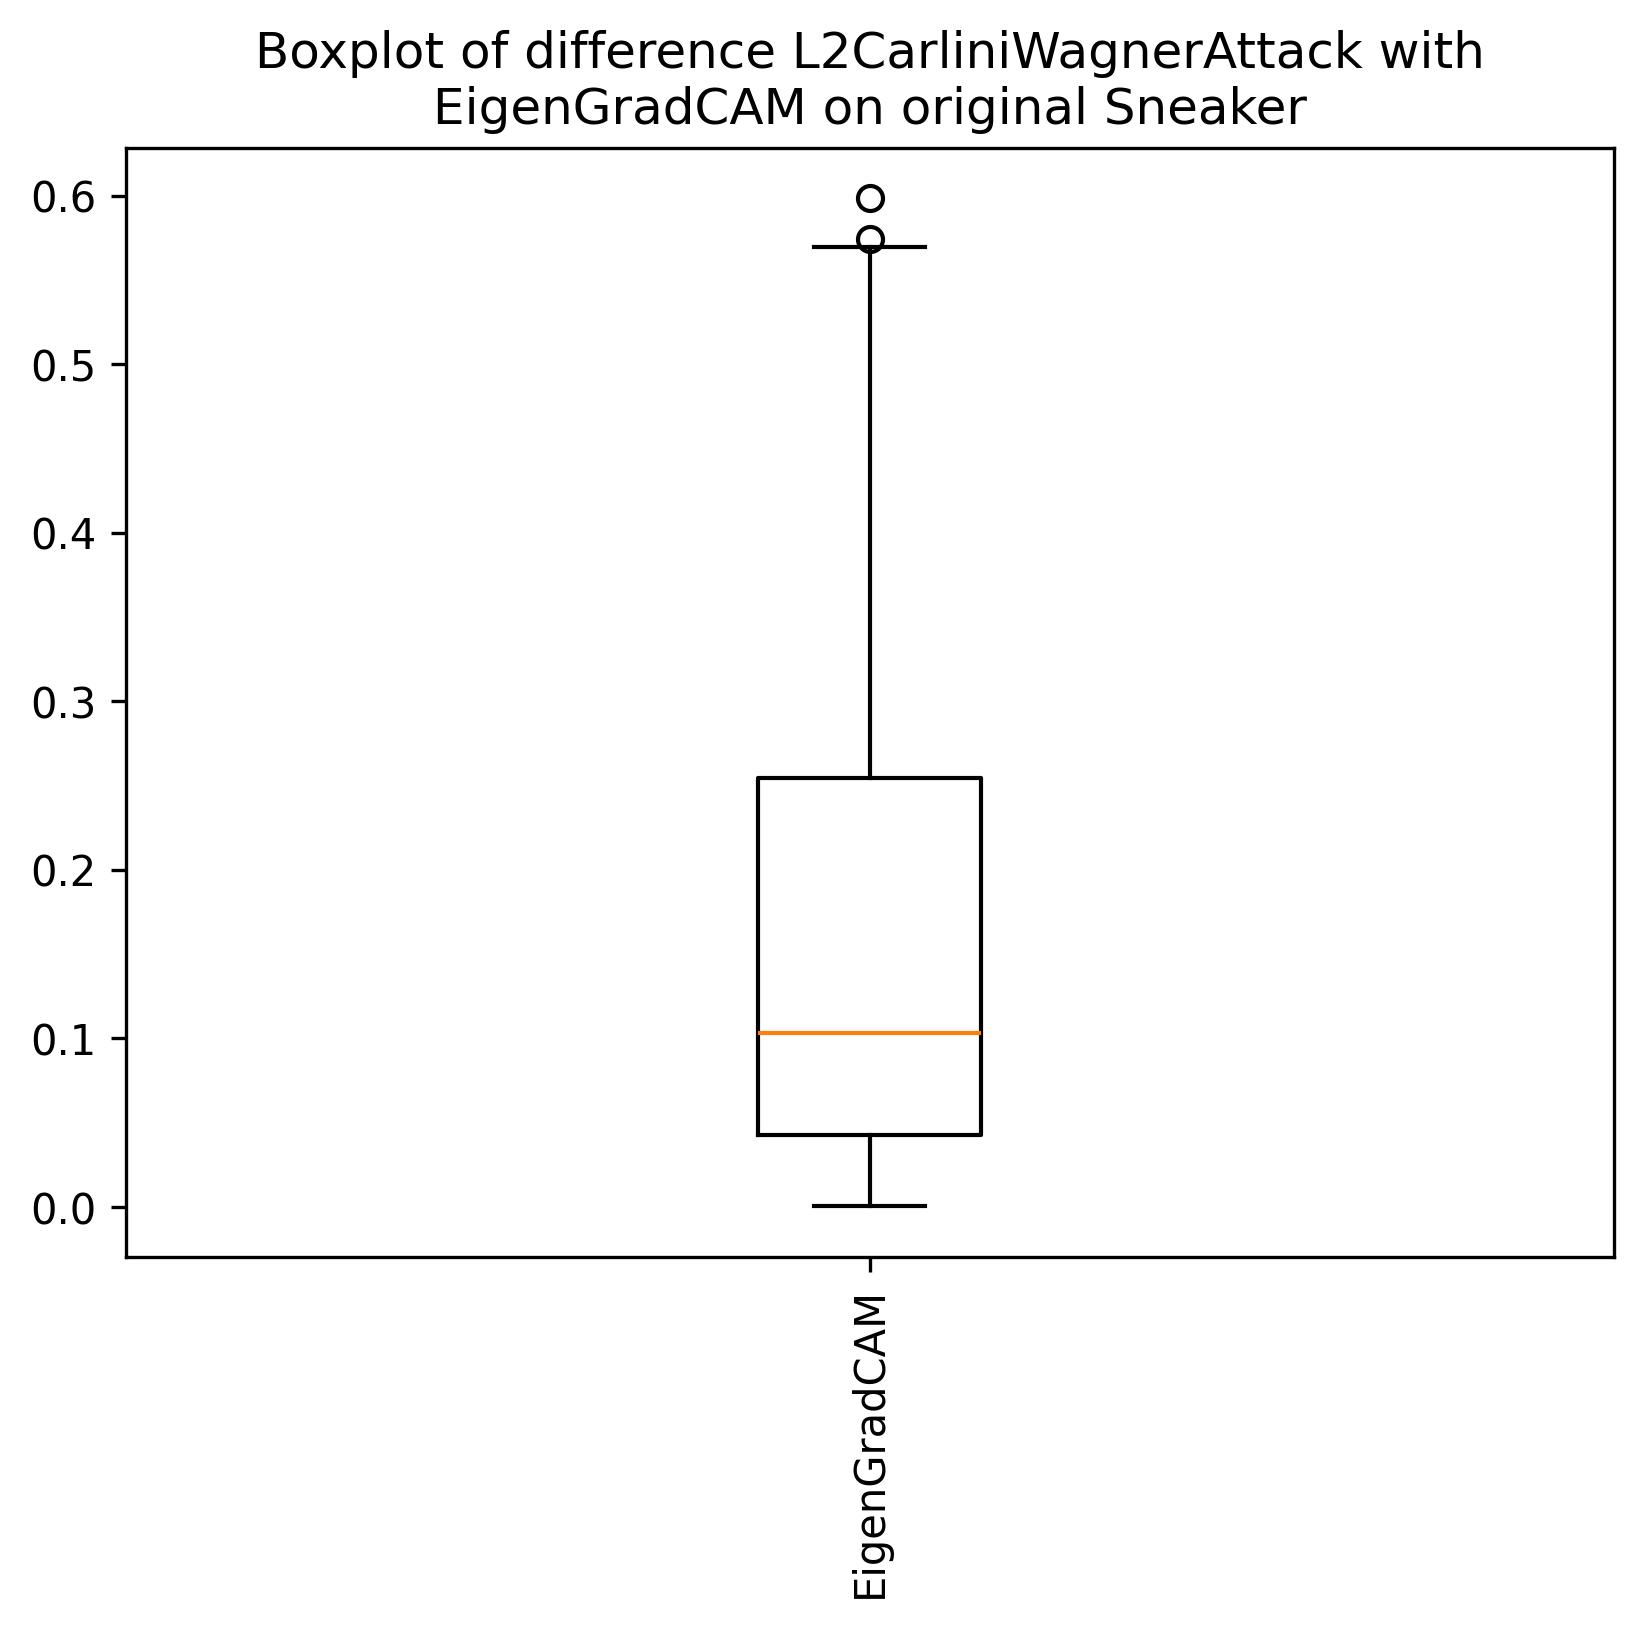 Boxplot of difference L2CarliniWagnerAttack with
EigenGradCAM on original Sneaker
0.6
0.5
0.4
0.3
0.2
0.1
0.0
EigenGradCAM